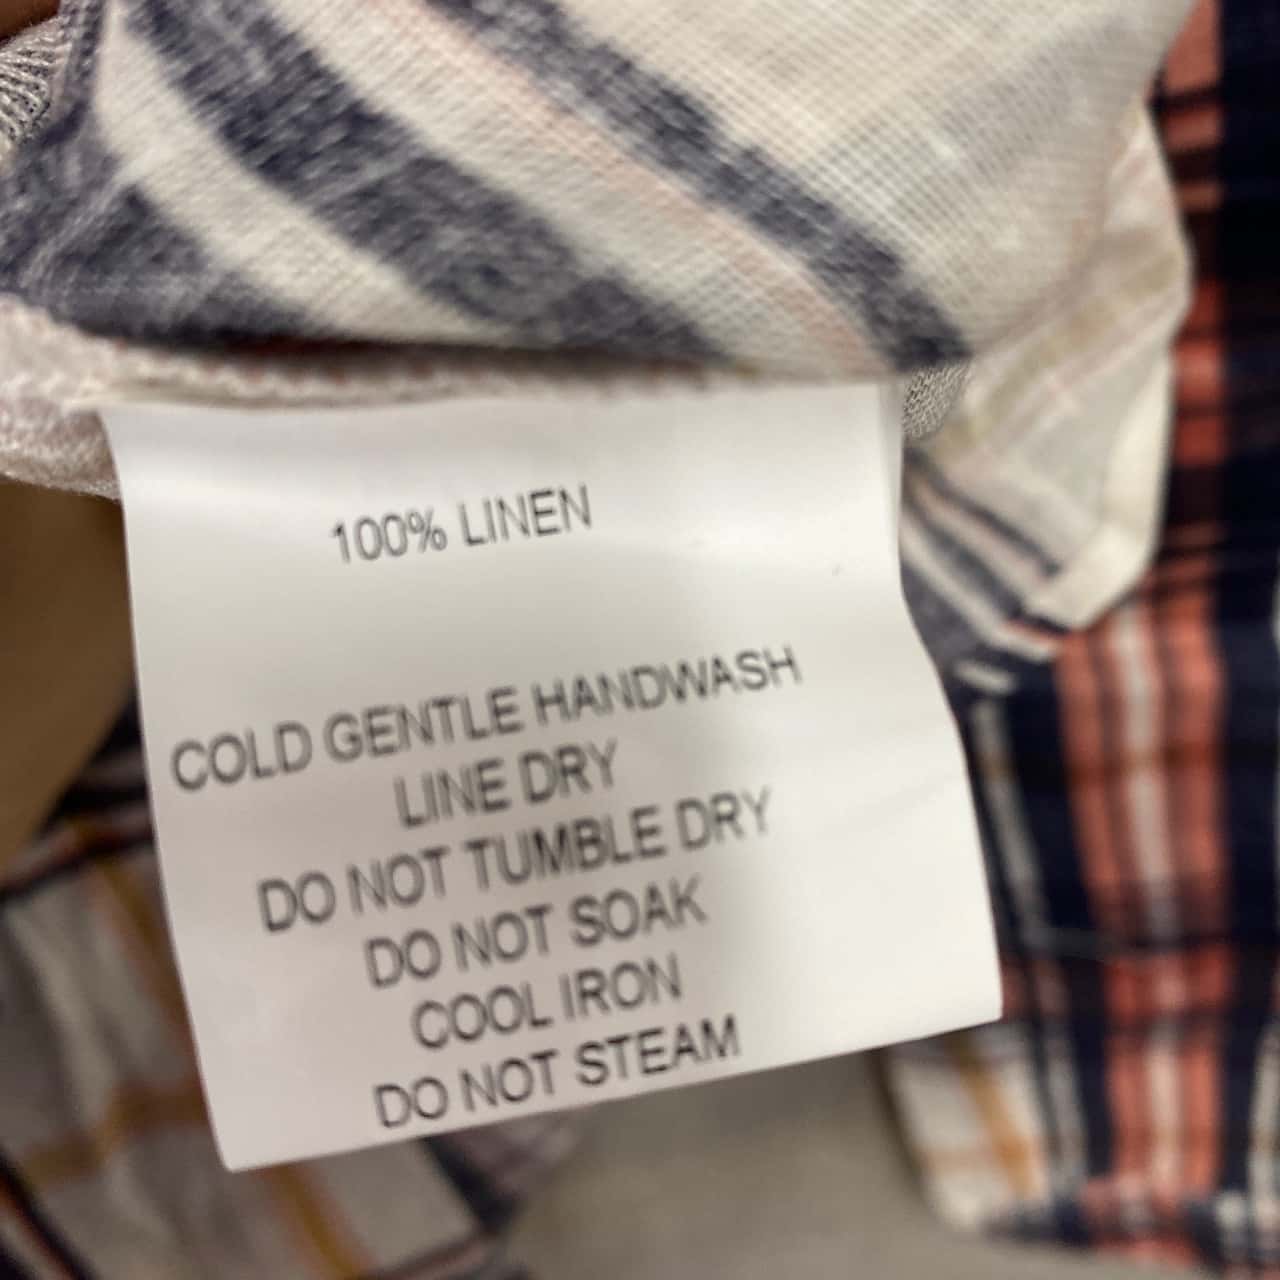 100% LINEN
COLD GENTLE HANDWASH
LINE DRY
DO NOT TUMBLE DRY
DO NOT SOAK
COOL IRON
DO NOT STEAM